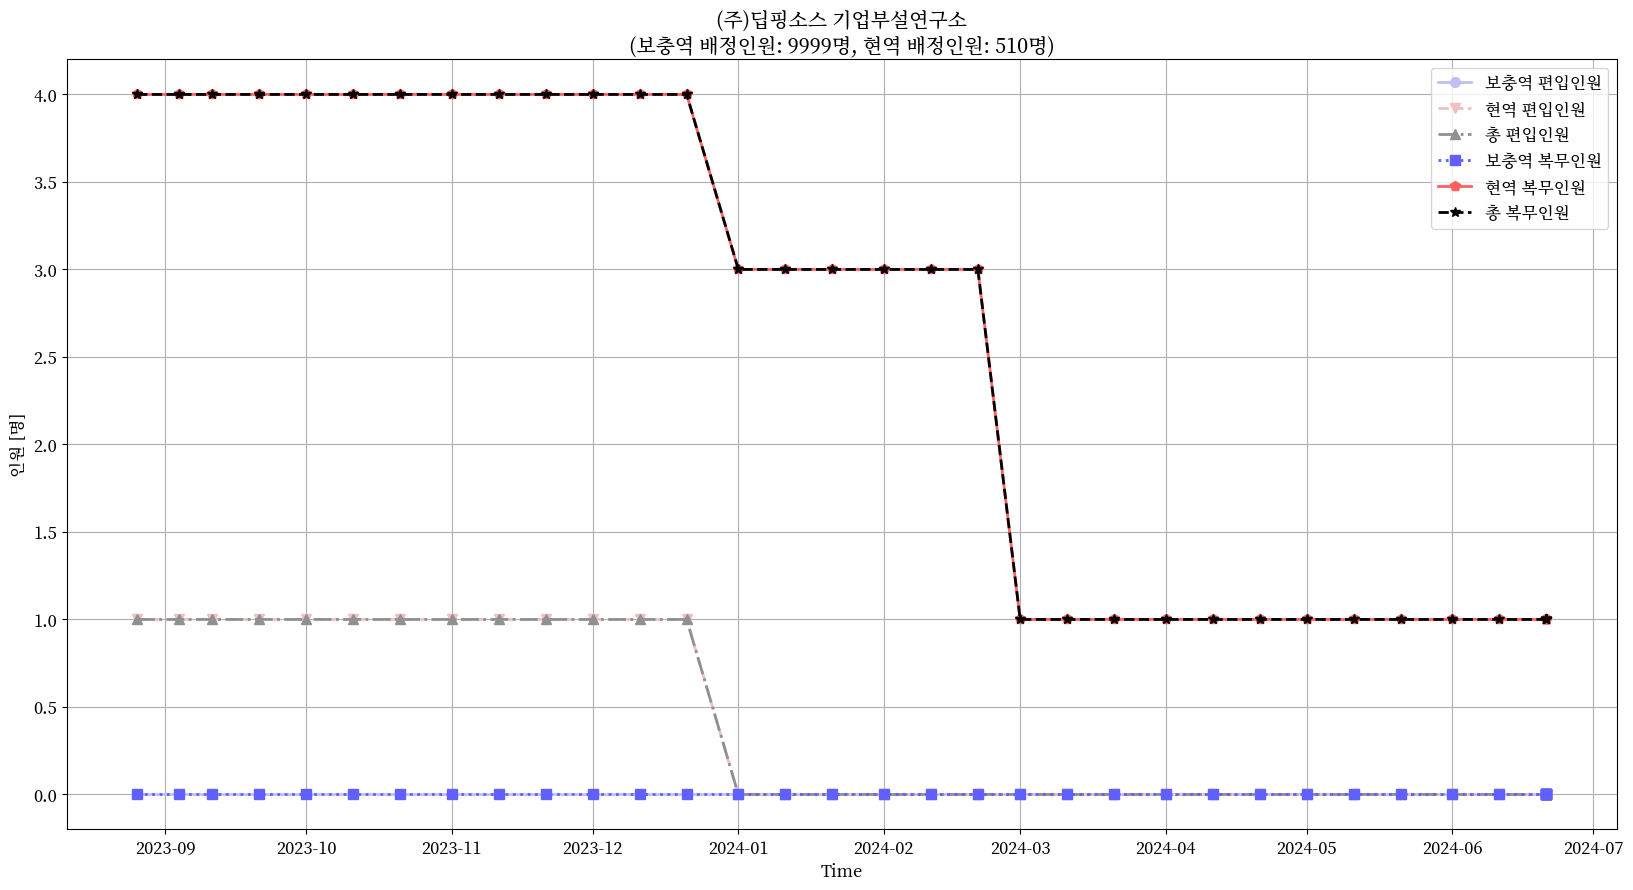 (주)딥핑소스 기업부설연구소
(보충역 배정인원: 9999명, 현역 배정인원: 510명)
보충역 편입인원
현역 편입인원
총 편입인원
보충역 복무인원
현역 복무인원
총 복무인원
인원 [명]
4.0
3.5
3.0
2.5
2.0
1.5
1.0
0.5
0.0
2023-09 2023-10 2023-11 2023-12 2024-01 2024-02 2024-03 2024-04 2024-05 2024-06 2024-07
Time